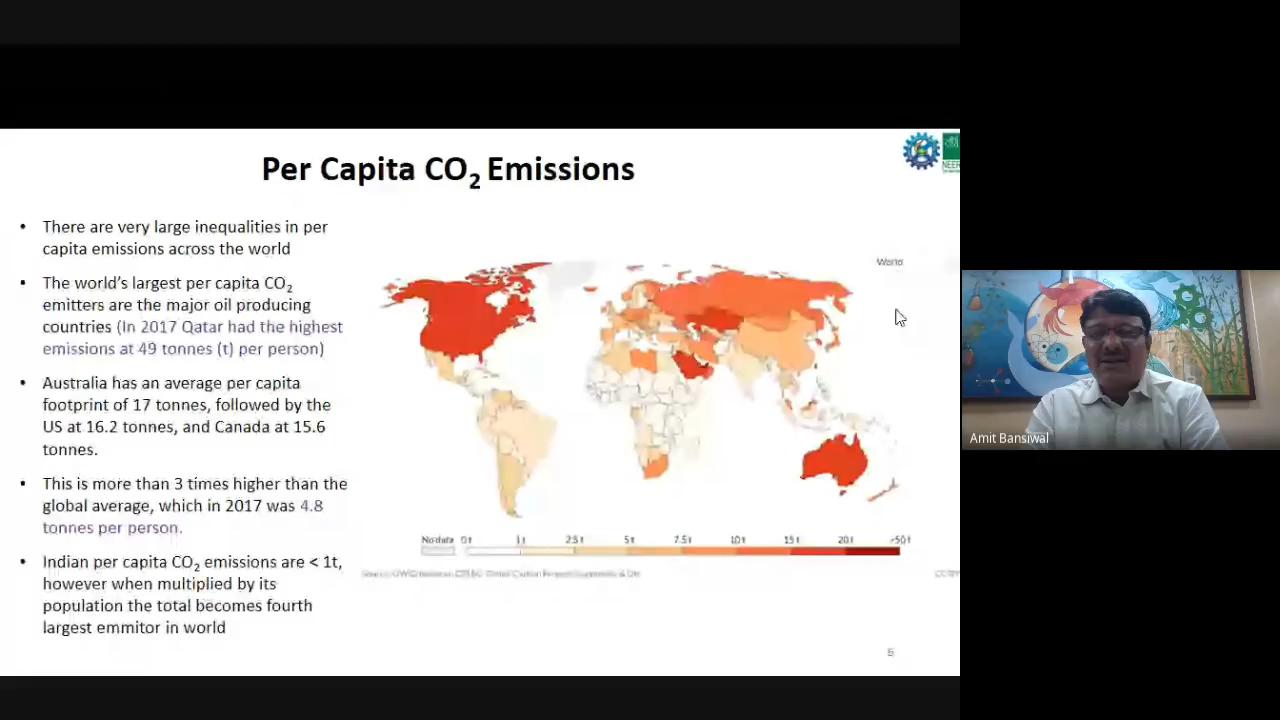 Per Capita CO₂ Emissions
• There are very large inequalities in per
capita emissions across the world
• The world's largest per capita CO₂
emitters are the major oil producing
countries (In 2017 Qatar had the highest
emissions at 49 tonnes (t) per person)
• Australia has an average per capita
footprint of 17 tonnes, followed by the
US at 16.2 tonnes, and Canada at 15.6
tonnes.
• This is more than 3 times higher than the
global average, which in 2017 was 4.8
tonnes per person.
• Indian per capita CO₂ emissions are < 1t,
however when multiplied by its
population the total becomes fourth
largest emmitor in world
World
No data 0 t 1 t 2.5 t 5 t 7.5 t 10 t 15 t 20 t >50 t
Amit Bansiwal